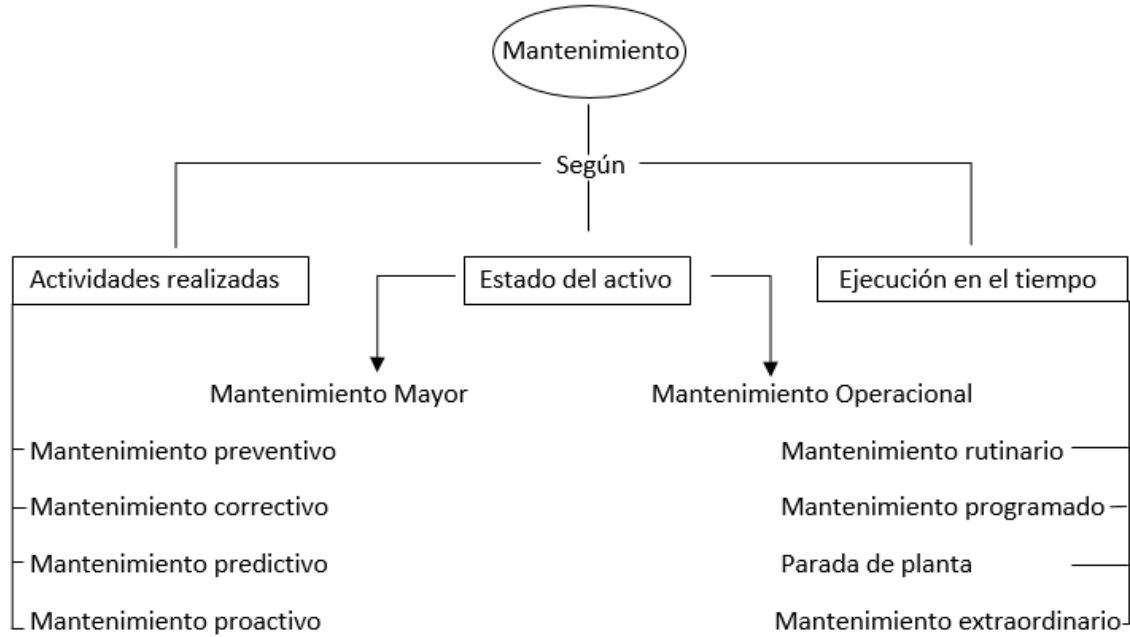 Mantenimiento
Según
Actividades realizadas
Estado del activo
Ejecución en el tiempo
Mantenimiento Mayor
Mantenimiento Operacional
Mantenimiento preventivo
Mantenimiento correctivo
Mantenimiento predictivo
Mantenimiento proactivo
Mantenimiento rutinario
Mantenimiento programado
Parada de planta
Mantenimiento extraordinario